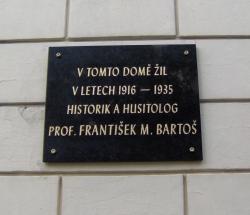 V TOMTO DOMĚ ŽIL
V LETECH 1916 — 1935
HISTORIK A HUSITOLOG
PROF. FRANTIŠEK M. BARTOŠ